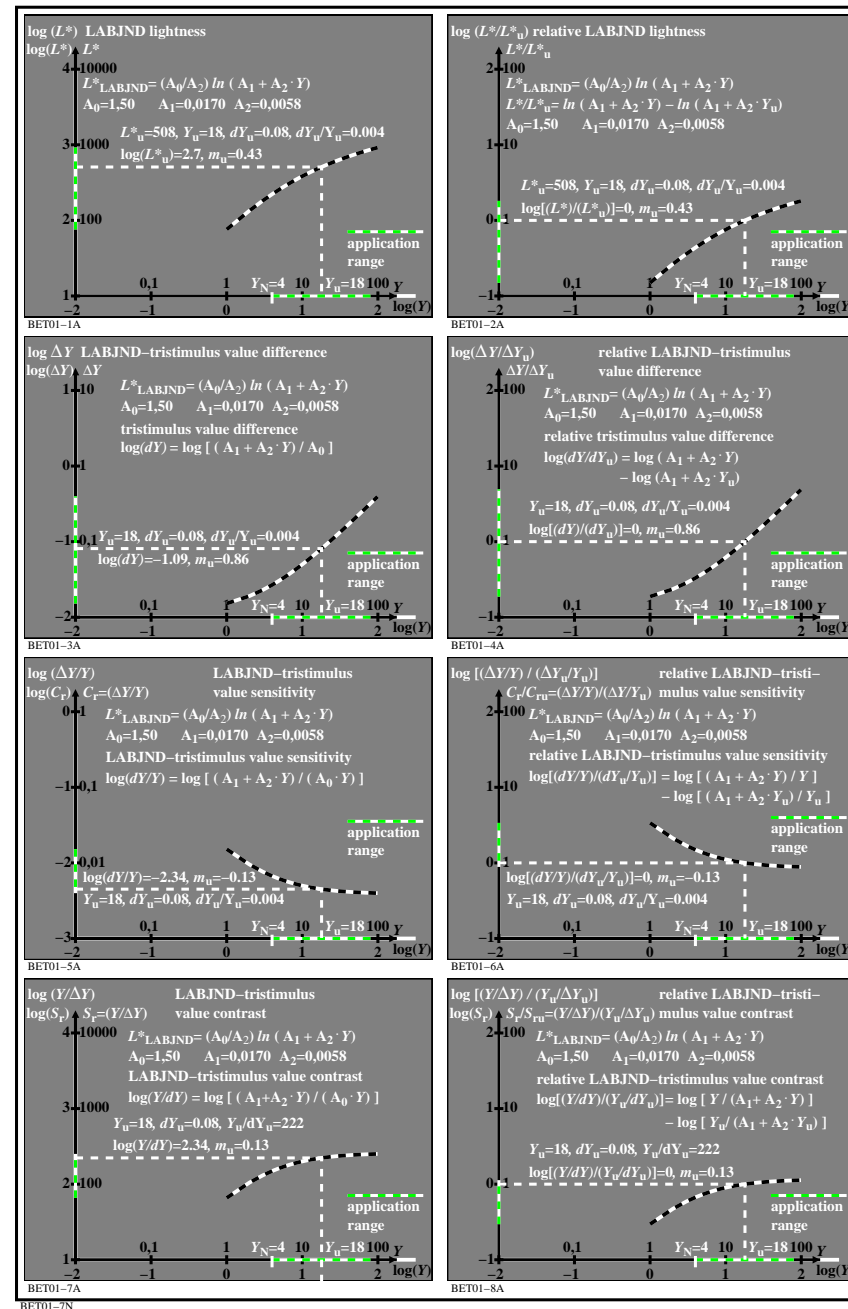 log (L*) LABJND lightness
log(L*) L*
4 10000
L*LABJND= (A0/A2) ln ( A1 + A2 · Y)
A0=1,50 A1=0,0170 A2=0,0058
L*u=508, Yu=18, dYu=0.08, dYu/Yu=0.004
3 1000
log(L*u)=2.7, mu=0.43
2 100
application
range
0,1 1 YN=4 10 Yu=18 100 Y
1
−2 −1 0 1 2 log(Y)
BET01−1A
log (L*/L*u) relative LABJND lightness
L*/L*u
2 100
L*LABJND= (A0/A2) ln ( A1 + A2 · Y)
L*/L*u= ln ( A1 + A2 · Y) − ln ( A1 + A2 · Yu)
A0=1,50 A1=0,0170 A2=0,0058
1 10
L*u=508, Yu=18, dYu=0.08, dYu/Yu=0.004
log[(L*)/(L*u)]=0, mu=0.43
0 1
application
range
0,1 1 YN=4 10 Yu=18 100 Y
−1
−2 −1 0 1 2 log(Y)
BET01−2A
log ΔY LABJND−tristimulus value difference
log(ΔY) ΔY
1 10
L*LABJND= (A0/A2) ln ( A1 + A2 · Y)
A0=1,50 A1=0,0170 A2=0,0058
tristimulus value difference
log(dY) = log [ ( A1 + A2 · Y) / A0 ]
0 1
Yu=18, dYu=0.08, dYu/Yu=0.004
−1 0,1
log(dY)=−1.09, mu=0.86
application
range
0,1 1 YN=4 10 Yu=18 100 Y
−2
−2 −1 0 1 2 log(Y)
BET01−3A
log(ΔY/ΔYu) relative LABJND−tristimulus
ΔY/ΔYu value difference
2 100
L*LABJND= (A0/A2) ln ( A1 + A2 · Y)
A0=1,50 A1=0,0170 A2=0,0058
relative tristimulus value difference
log(dY/dYu) = log ( A1 + A2 · Y)
1 10
− log (A1 + A2 · Yu)
Yu=18, dYu=0.08, dYu/Yu=0.004
log[(dY)/(dYu)]=0, mu=0.86
0 1
application
range
0,1 1 YN=4 10 Yu=18 100 Y
−1
−2 −1 0 1 2 log(Y)
BET01−4A
log (ΔY/Y) LABJND−tristimulus
log(Cr) Cr=(ΔY/Y) value sensitivity
0 1
L*LABJND= (A0/A2) ln ( A1 + A2 · Y)
A0=1,50 A1=0,0170 A2=0,0058
LABJND−tristimulus value sensitivity
log(dY/Y) = log [ ( A1 + A2 · Y) / ( A0 · Y) ]
−1 0,1
application
range
−2 0,01
log(dY/Y)=−2.34, mu=−0.13
Yu=18, dYu=0.08, dYu/Yu=0.004
0,1 1 YN=4 10 Yu=18 100 Y
−3
−2 −1 0 1 2 log(Y)
BET01−5A
log [(ΔY/Y) / (ΔYu/Yu)] relative LABJND−tristi−
Cr/Cru=(ΔY/Y)/(ΔY/Yu) mulus value sensitivity
2 100
L*LABJND= (A0/A2) ln ( A1 + A2 · Y)
A0=1,50 A1=0,0170 A2=0,0058
relative LABJND−tristimulus value sensitivity
log[(dY/Y)/(dYu/Yu)] = log [ ( A1 + A2 · Y) / Y ]
1 10
− log [ ( A1 + A2 · Yu) / Yu ]
application
range
0 1
log[(dY/Y)/(dYu/Yu)]=0, mu=−0.13
Yu=18, dYu=0.08, dYu/Yu=0.004
0,1 1 YN=4 10 Yu=18 100 Y
−1
−2 −1 0 1 2 log(Y)
BET01−6A
log (Y/ΔY) LABJND−tristimulus
log(Sr) Sr=(Y/ΔY) value contrast
4 10000
L*LABJND= (A0/A2) ln ( A1 + A2 · Y)
A0=1,50 A1=0,0170 A2=0,0058
LABJND−tristimulus value contrast
log(Y/dY) = log [ ( A1+A2 · Y) / ( A0 · Y) ]
3 1000
Yu=18, dYu=0.08, Yu/dYu=222
log(Y/dY)=2.34, mu=0.13
2 100
application
range
0,1 1 YN=4 10 Yu=18 100 Y
1
−2 −1 0 1 2 log(Y)
BET01−7A
log [(Y/ΔY) / (Yu/ΔYu)] relative LABJND−tristi−
log(Sr) Sr/Sru=(Y/ΔY)/(Yu/ΔYu) mulus value contrast
2 100
L*LABJND= (A0/A2) ln ( A1 + A2 · Y)
A0=1,50 A1=0,0170 A2=0,0058
relative LABJND−tristimulus value contrast
log[(Y/dY)/(Yu/dYu)]= log [ Y / (A1+ A2 · Y) ]
1 10
− log [ Yu/ (A1 + A2 · Yu) ]
Yu=18, dYu=0.08, Yu/dYu=222
log[(Y/dY)/(Yu/dYu)]=0, mu=0.13
0 1
application
range
0,1 1 YN=4 10 Yu=18 100 Y
−1
−2 −1 0 1 2 log(Y)
BET01−8A
BET01−7N